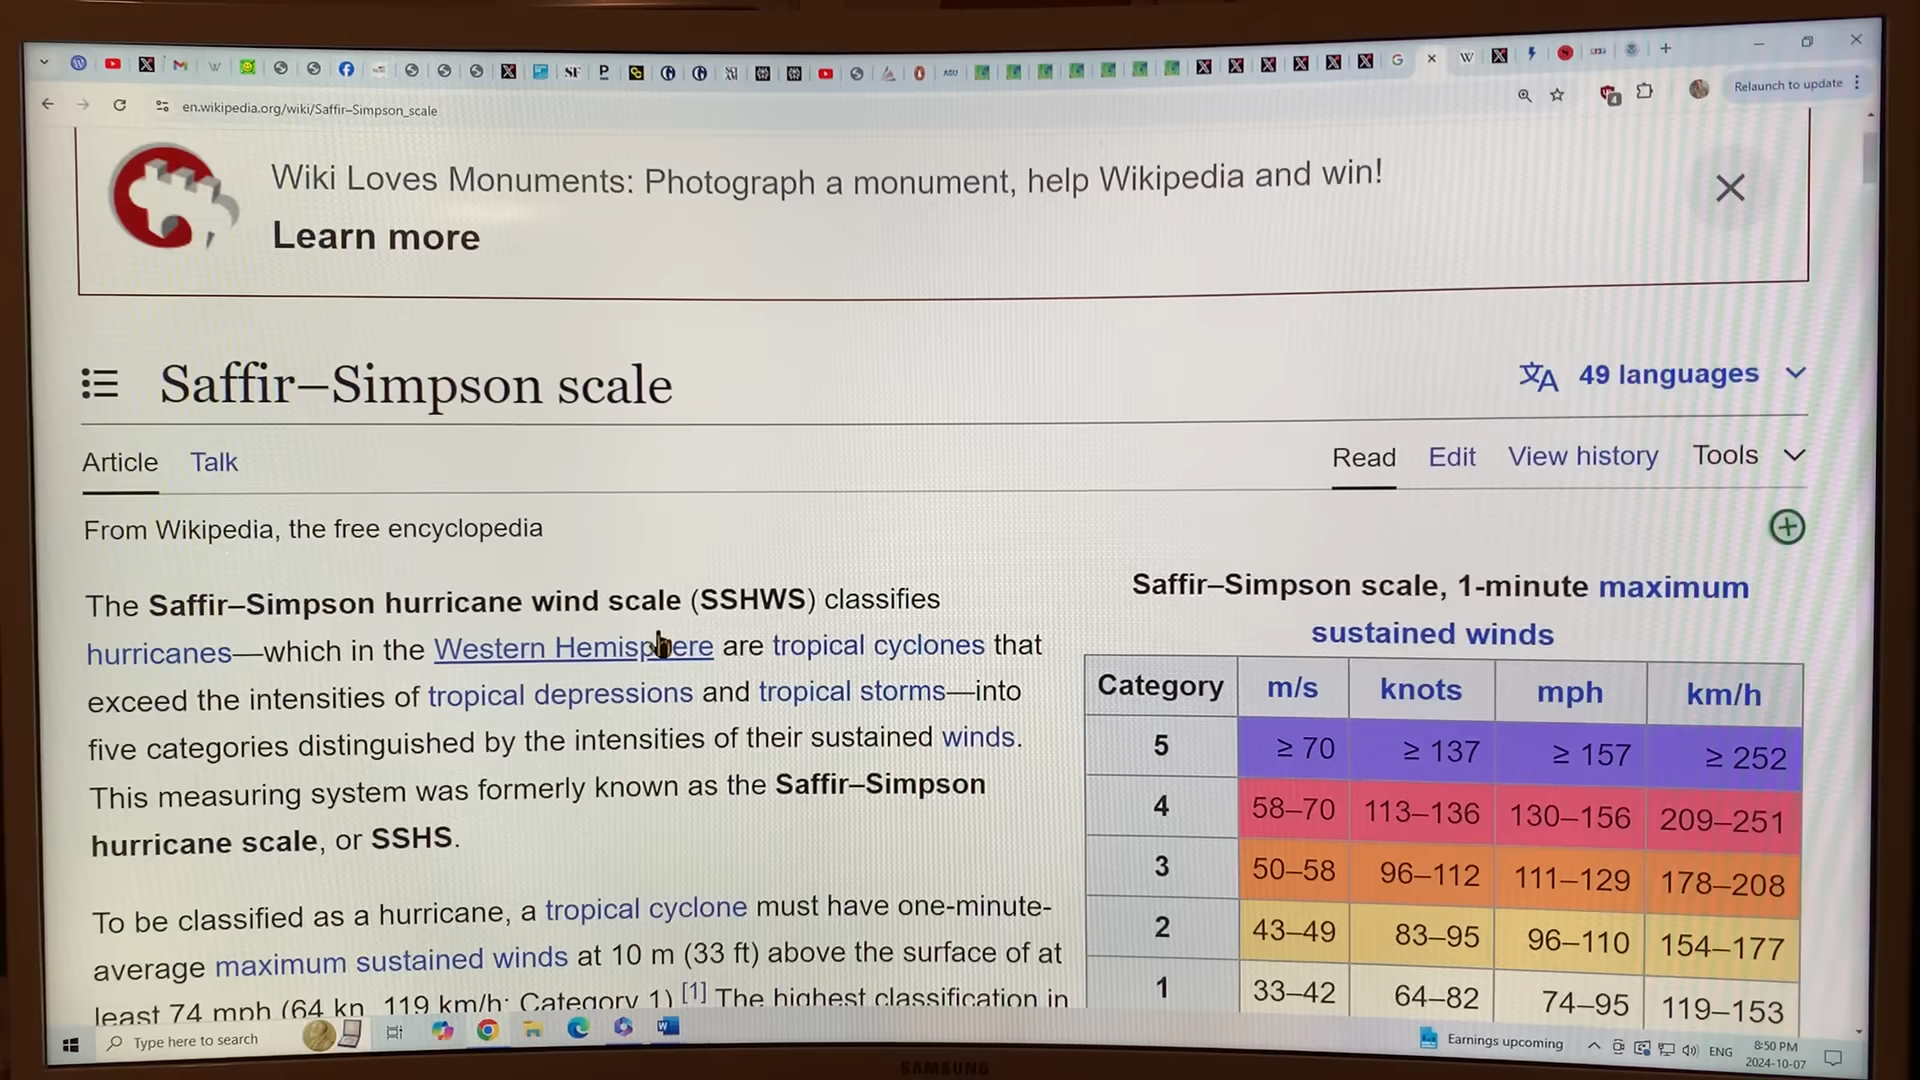 en.wikipedia.org/wiki/Saffir–Simpson_scale
Relaunch to update
Wiki Loves Monuments: Photograph a monument, help Wikipedia and win!
Learn more
Saffir–Simpson scale
49 languages
Article Talk
Read Edit View history Tools
From Wikipedia, the free encyclopedia
The Saffir–Simpson hurricane wind scale (SSHWS) classifies
hurricanes—which in the Western Hemisphere are tropical cyclones that
exceed the intensities of tropical depressions and tropical storms—into
five categories distinguished by the intensities of their sustained winds.
This measuring system was formerly known as the Saffir–Simpson
hurricane scale, or SSHS.
To be classified as a hurricane, a tropical cyclone must have one-minute-
average maximum sustained winds at 10 m (33 ft) above the surface of at
least 74 mph (64 kn, 119 km/h; Category 1).[1] The highest classification in
Saffir–Simpson scale, 1-minute maximum
sustained winds
Category m/s knots mph km/h
5 ≥ 70 ≥ 137 ≥ 157 ≥ 252
4 58–70 113–136 130–156 209–251
3 50–58 96–112 111–129 178–208
2 43–49 83–95 96–110 154–177
1 33–42 64–82 74–95 119–153
Type here to search
Earnings upcoming
ENG
8:50 PM
2024-10-07
SAMSUNG